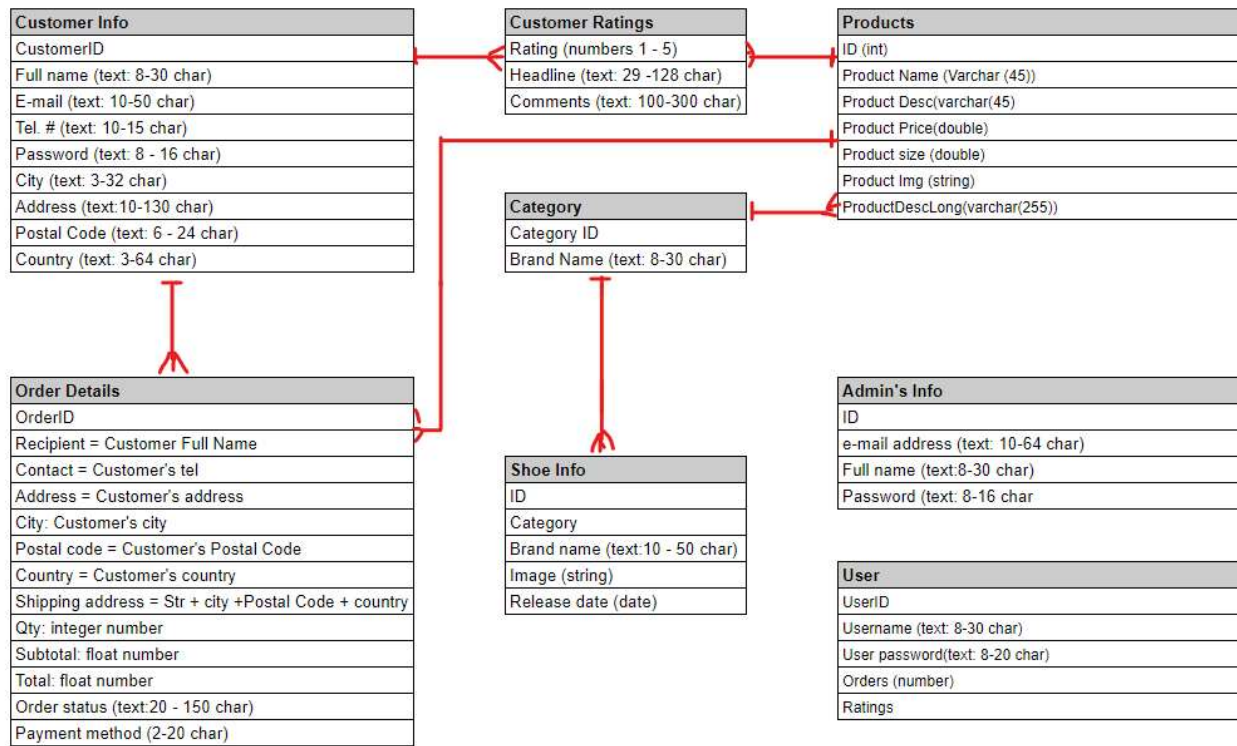 Customer Info
CustomerID
Full name (text: 8-30 char)
E-mail (text: 10-50 char)
Tel. # (text: 10-15 char)
Password (text: 8 - 16 char)
City (text: 3-32 char)
Address (text:10-130 char)
Postal Code (text: 6 - 24 char)
Country (text: 3-64 char)
Customer Ratings
Rating (numbers 1 - 5)
Headline (text: 29 -128 char)
Comments (text: 100-300 char)
Products
ID (int)
Product Name (Varchar (45))
Product Desc(varchar(45)
Product Price(double)
Product size (double)
Product Img (string)
ProductDescLong(varchar(255))
Category
Category ID
Brand Name (text: 8-30 char)
Order Details
OrderID
Recipient = Customer Full Name
Contact = Customer's tel
Address = Customer's address
City: Customer's city
Postal code = Customer's Postal Code
Country = Customer's country
Shipping address = Str + city +Postal Code + country
Qty: integer number
Subtotal: float number
Total: float number
Order status (text:20 - 150 char)
Payment method (2-20 char)
Shoe Info
ID
Category
Brand name (text:10 - 50 char)
Image (string)
Release date (date)
Admin's Info
ID
e-mail address (text: 10-64 char)
Full name (text:8-30 char)
Password (text: 8-16 char
User
UserID
Username (text: 8-30 char)
User password(text: 8-20 char)
Orders (number)
Ratings